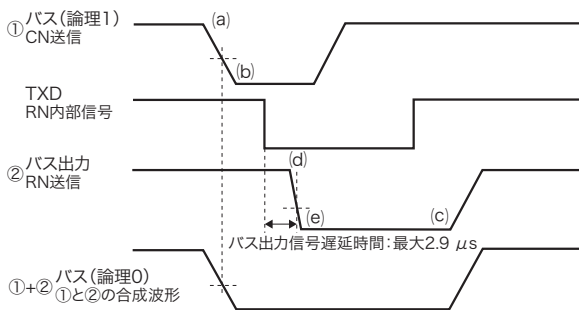 ① バス(論理1)
CN送信
(a)
(b)
TXD
RN内部信号
② バス出力
RN送信
(d)
(e)
(c)
バス出力信号遅延時間:最大2.9 μs
①+② バス(論理0)
①と②の合成波形